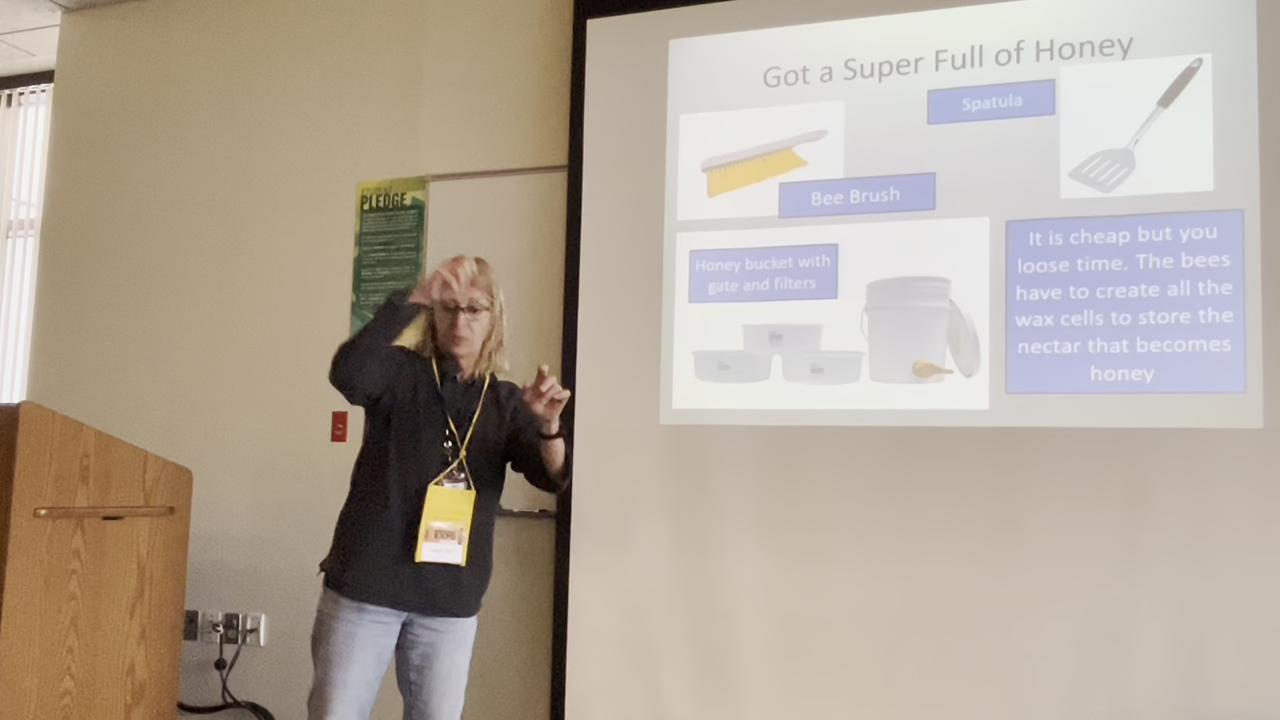 Got a Super Full of Honey
Spatula
Bee Brush
Honey bucket with
gate and filters
It is cheap but you
loose time. The bees
have to create all the
wax cells to store the
nectar that becomes
honey
PLEDGE